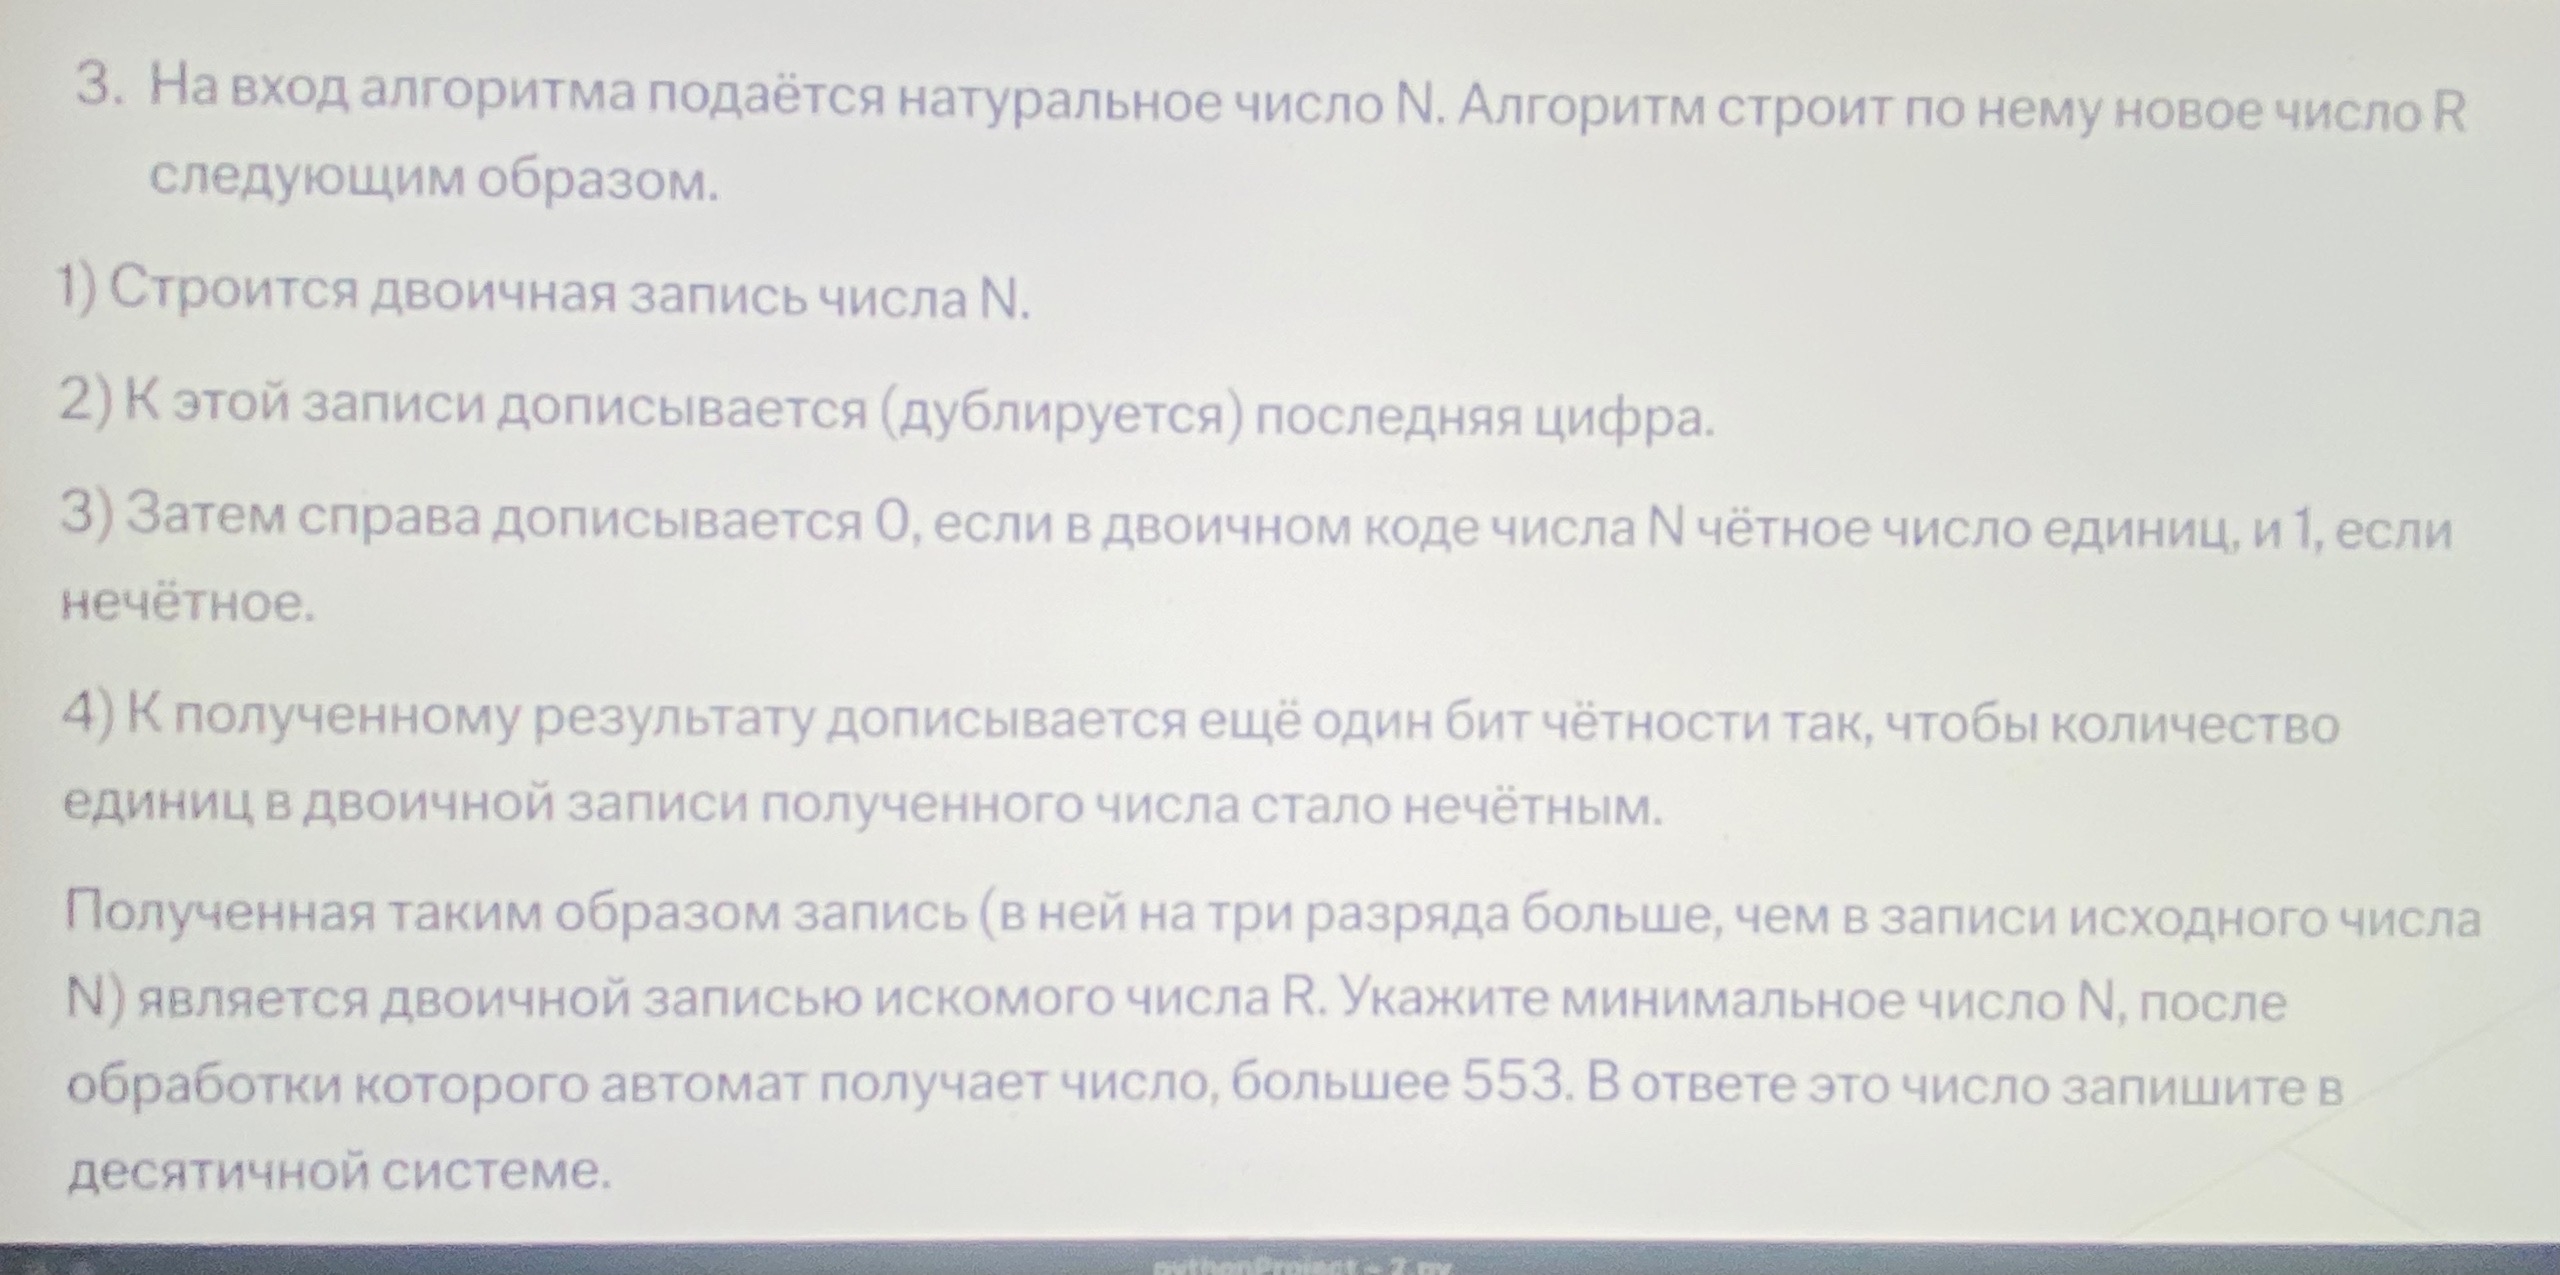 3. На вход алгоритма подаётся натуральное число N. Алгоритм строит по нему новое число R
следующим образом.
1) Строится двоичная запись числа N.
2) К этой записи дописывается (дублируется) последняя цифра.
3) Затем справа дописывается 0, если в двоичном коде числа N чётное число единиц, и 1, если
нечётное.
4) К полученному результату дописывается ещё один бит чётности так, чтобы количество
единиц в двоичной записи полученного числа стало нечётным.
Полученная таким образом запись (в ней на три разряда больше, чем в записи исходного числа
N) является двоичной записью искомого числа R. Укажите минимальное число N, после
обработки которого автомат получает число, большее 553. В ответе это число запишите в
десятичной системе.
pythonProject – 7.py